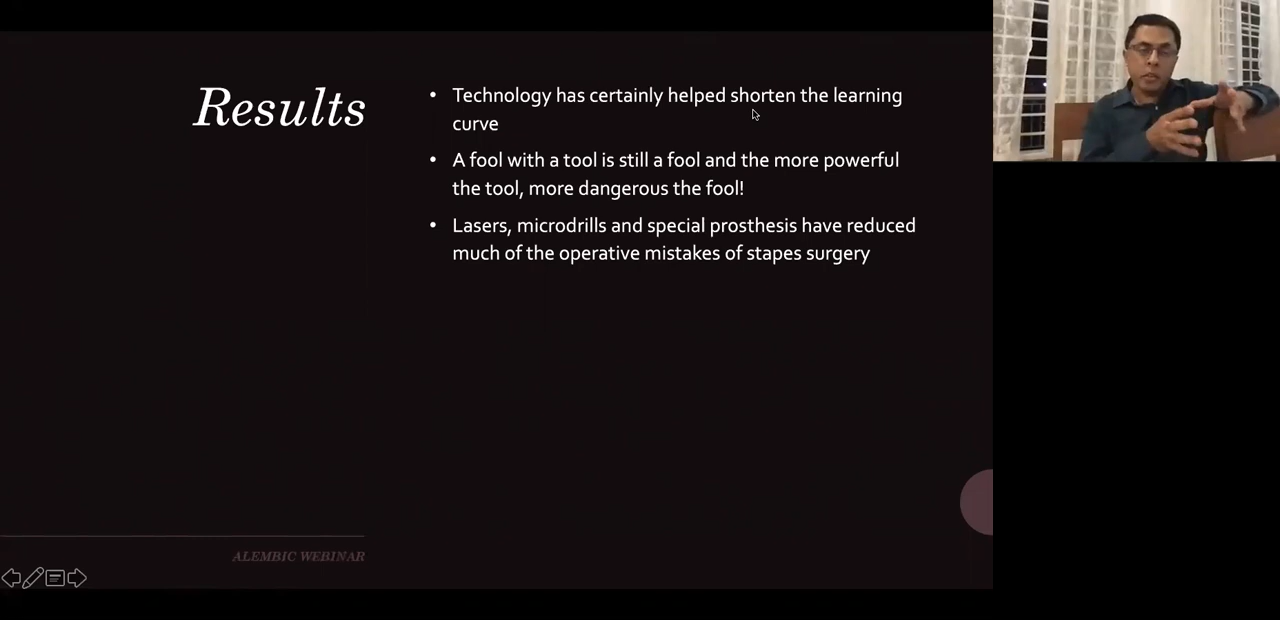 Results
• Technology has certainly helped shorten the learning
curve
• A fool with a tool is still a fool and the more powerful
the tool, more dangerous the fool!
• Lasers, microdrills and special prosthesis have reduced
much of the operative mistakes of stapes surgery
ALEMBIC WEBINAR